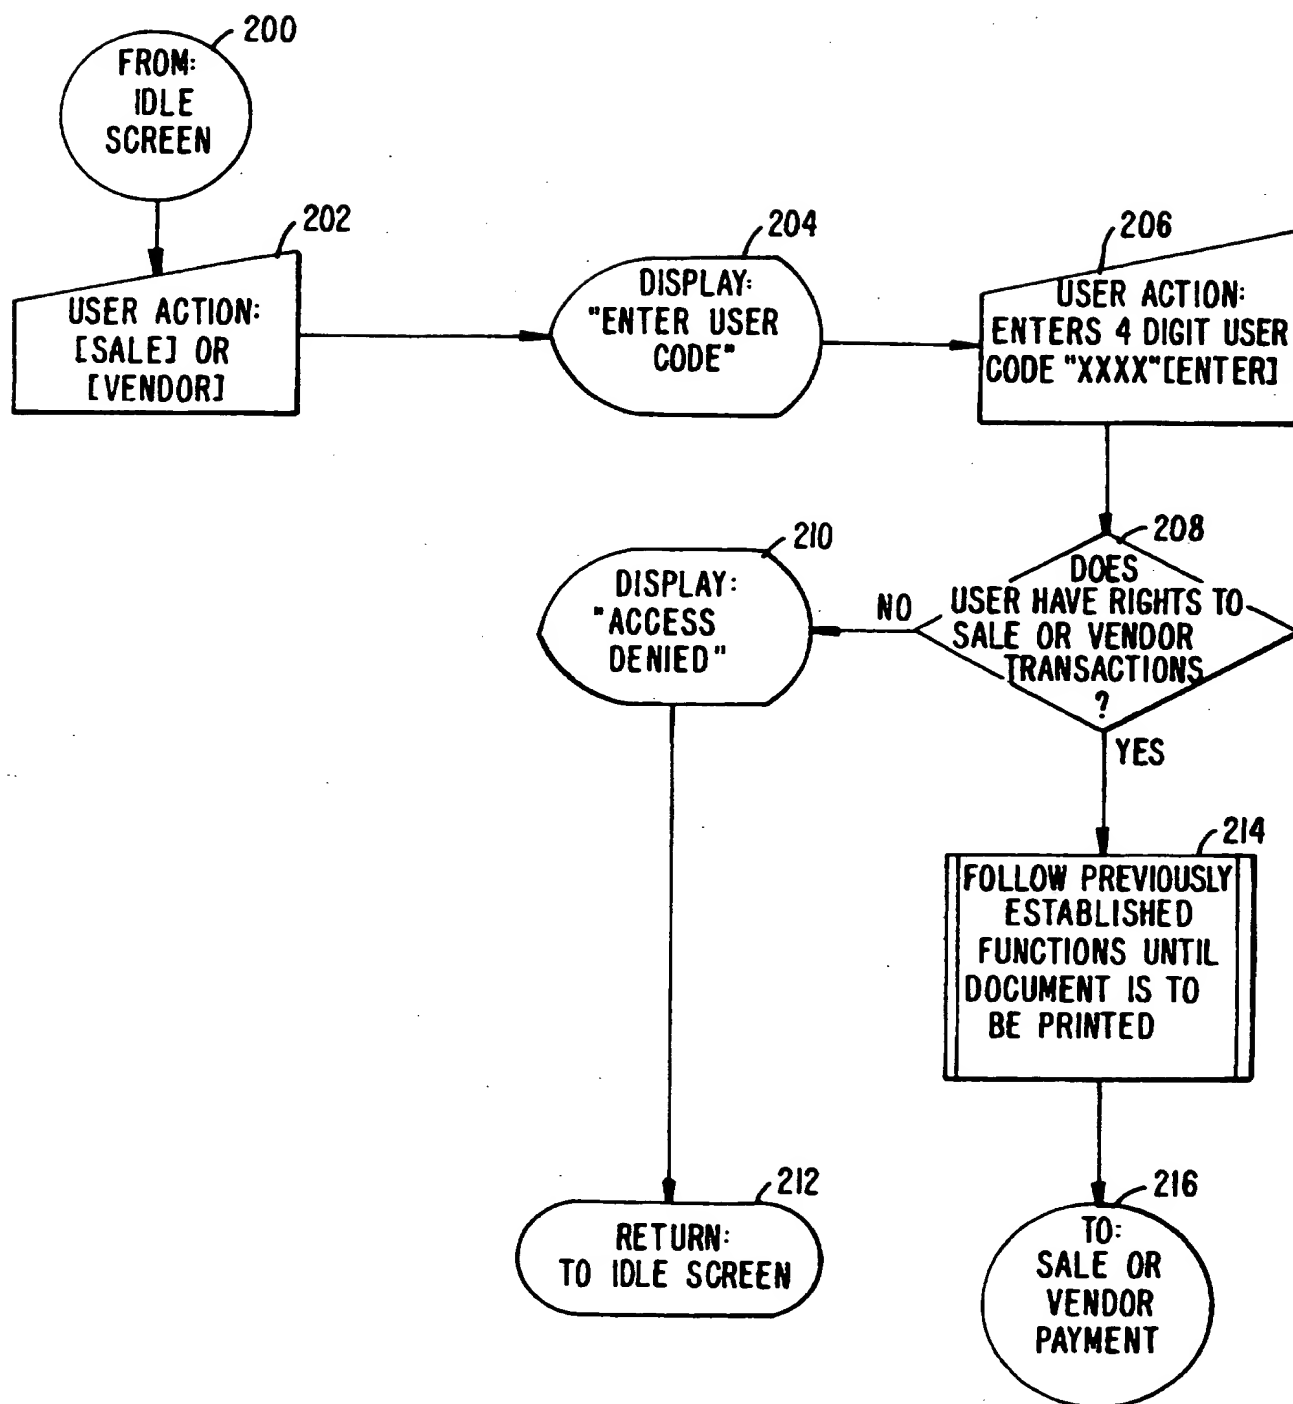 200
FROM:
IDLE
SCREEN
202
USER ACTION:
[SALE] OR
[VENDOR]
204
DISPLAY:
"ENTER USER
CODE"
206
USER ACTION:
ENTERS 4 DIGIT USER
CODE "XXXX"[ENTER]
208
DOES
USER HAVE RIGHTS TO
SALE OR VENDOR
TRANSACTIONS
?
NO
YES
210
DISPLAY:
"ACCESS
DENIED"
212
RETURN:
TO IDLE SCREEN
214
FOLLOW PREVIOUSLY
ESTABLISHED
FUNCTIONS UNTIL
DOCUMENT IS TO
BE PRINTED
216
TO:
SALE OR
VENDOR
PAYMENT